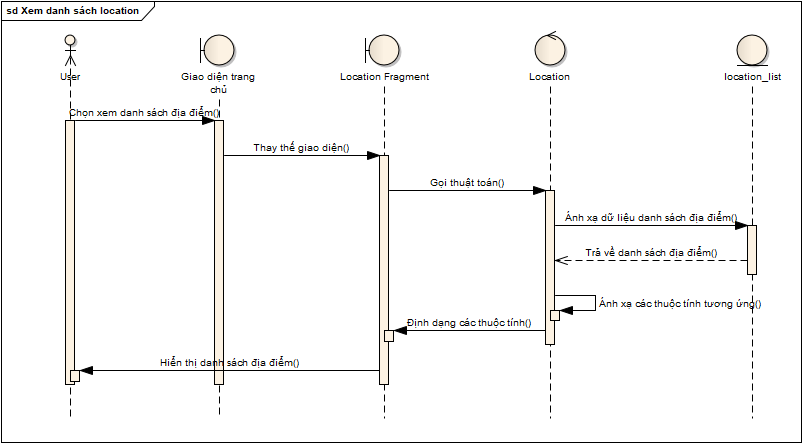 sd Xem danh sách location
User
Giao diện trang
chủ
Location Fragment
Location
location_list
Chọn xem danh sách địa điểm()
Thay thế giao diện()
Gọi thuật toán()
Ánh xạ dữ liệu danh sách địa điểm()
Trả về danh sách địa điểm()
Ánh xạ các thuộc tính tương ứng()
Định dạng các thuộc tính()
Hiển thị danh sách địa điểm()